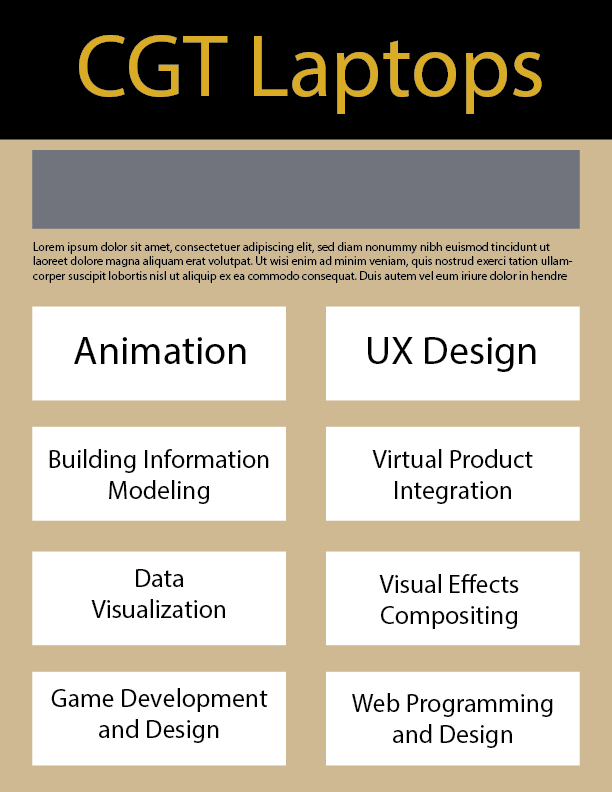 CGT Laptops
Lorem ipsum dolor sit amet, consectetuer adipiscing elit, sed diam nonummy nibh euismod tincidunt ut
laoreet dolore magna aliquam erat volutpat. Ut wisi enim ad minim veniam, quis nostrud exerci tation ullam-
corper suscipit lobortis nisl ut aliquip ex ea commodo consequat. Duis autem vel eum iriure dolor in hendre
Animation
UX Design
Building Information
Modeling
Virtual Product
Integration
Data
Visualization
Visual Effects
Compositing
Game Development
and Design
Web Programming
and Design